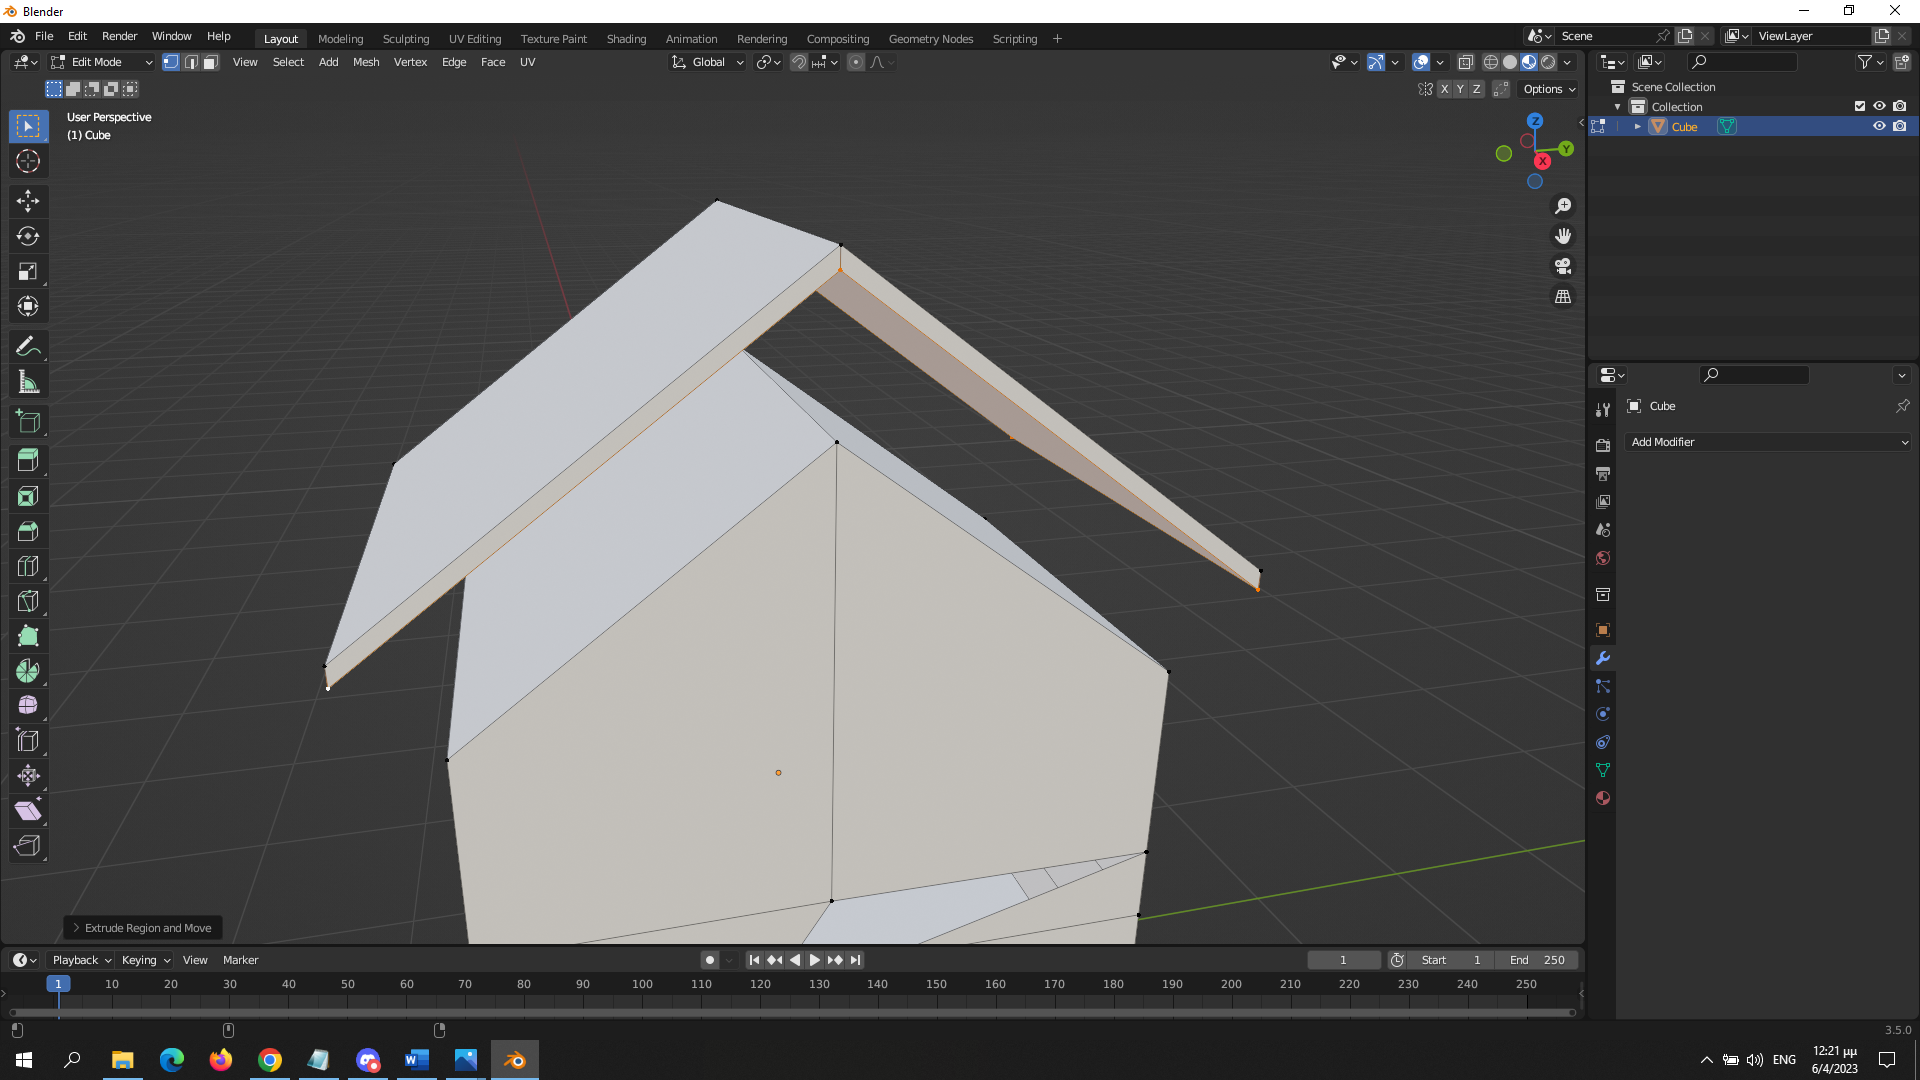 Blender
File Edit Render Window Help
Layout Modeling Sculpting UV Editing Texture Paint Shading Animation Rendering Compositing Geometry Nodes Scripting +
Scene
ViewLayer
Edit Mode
View Select Add Mesh Vertex Edge Face UV
Global
X Y Z
Options
User Perspective
(1) Cube
Z
Y
X
Scene Collection
Collection
Cube
Cube
Add Modifier
Extrude Region and Move
Playback Keying View Marker
1
Start 1
End 250
1 10 20 30 40 50 60 70 80 90 100 110 120 130 140 150 160 170 180 190 200 210 220 230 240 250
3.5.0
ENG
12:21 μμ
6/4/2023